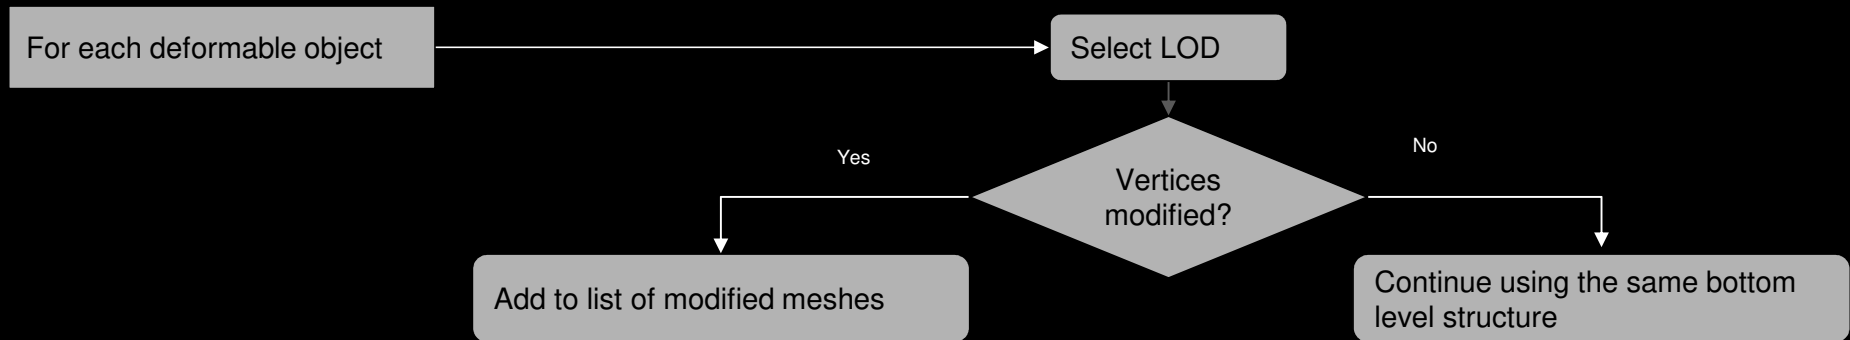 For each deformable object
Select LOD
Yes
No
Vertices
modified?
Add to list of modified meshes
Continue using the same bottom
level structure